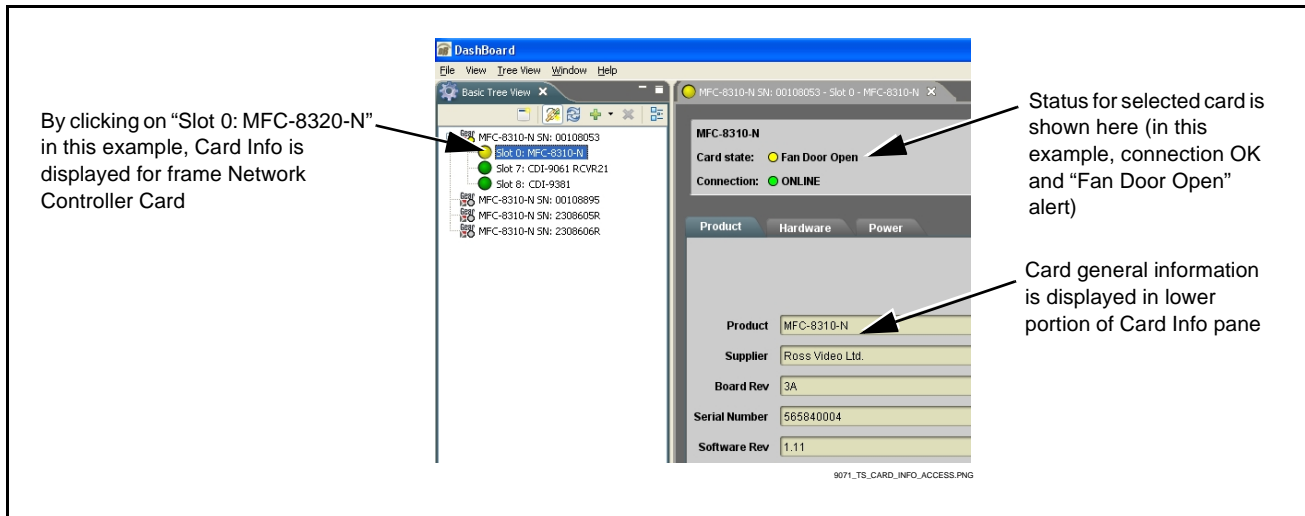 By clicking on “Slot 0: MFC-8320-N”
in this example, Card Info is
displayed for frame Network
Controller Card
DashBoard
File View Tree View Window Help
Basic Tree View
MFC-8310-N SN: 00108053
Slot 0: MFC-8310-N
Slot 7: CDI-9061 RCVR21
Slot 8: CDI-9381
MFC-8310-N SN: 00108895
MFC-8310-N SN: 2308605R
MFC-8310-N SN: 2308606R
MFC-8310-N SN: 00108053 - Slot 0 - MFC-8310-N
MFC-8310-N
Card state: Fan Door Open
Connection: ONLINE
Product Hardware Power
Product MFC-8310-N
Supplier Ross Video Ltd.
Board Rev 3A
Serial Number 565840004
Software Rev 1.11
Status for selected card is
shown here (in this
example, connection OK
and “Fan Door Open”
alert)
Card general information
is displayed in lower
portion of Card Info pane
9071_TS_CARD_INFO_ACCESS.PNG